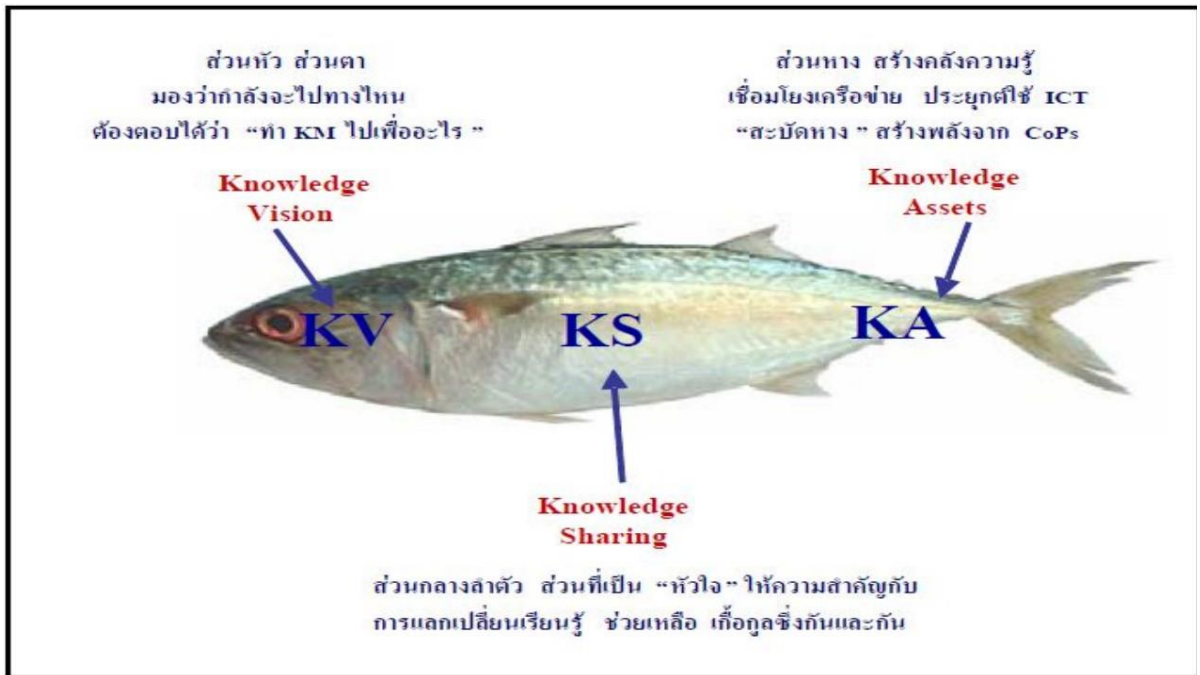 ส่วนหัว ส่วนตา
มองว่ากำลังจะไปทางไหน
ต้องตอบได้ว่า “ทำ KM ไปเพื่ออะไร ”
Knowledge
Vision
ส่วนหาง สร้างคลังความรู้
เชื่อมโยงเครือข่าย ประยุกต์ใช้ ICT
“สะบัดหาง ” สร้างพลังจาก CoPs
Knowledge
Assets
KV
KS
KA
Knowledge
Sharing
ส่วนกลางลำตัว ส่วนที่เป็น “หัวใจ” ให้ความสำคัญกับ
การแลกเปลี่ยนเรียนรู้ ช่วยเหลือ เกื้อกูลซึ่งกันและกัน